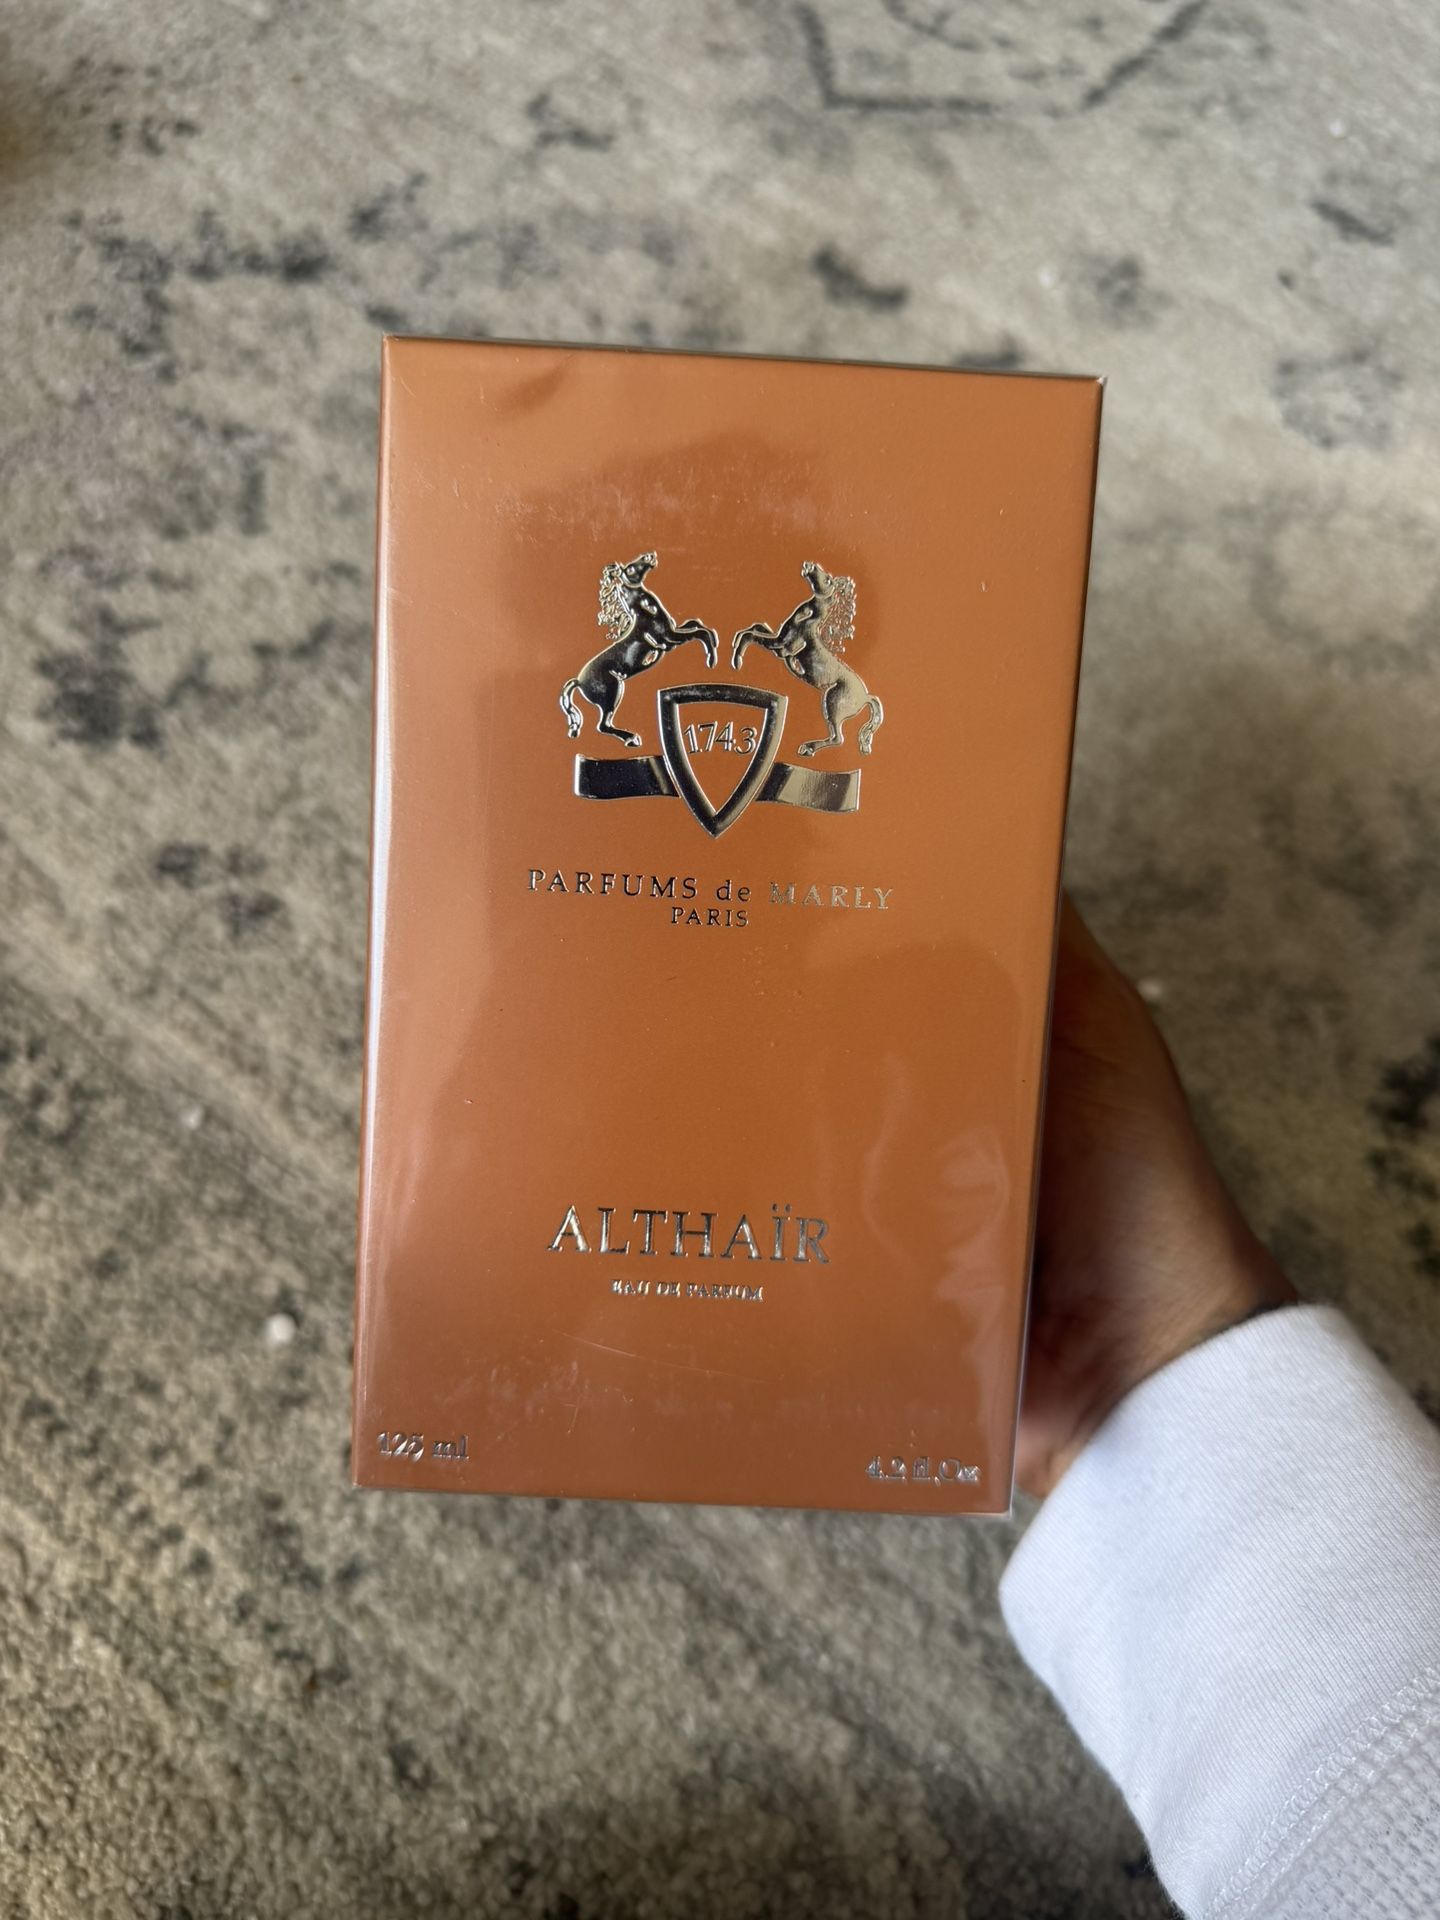 1743
PARFUMS de MARLY
PARIS
ALTHAÏR
EAU DE PARFUM
125 ml
4.2 fl.Oz